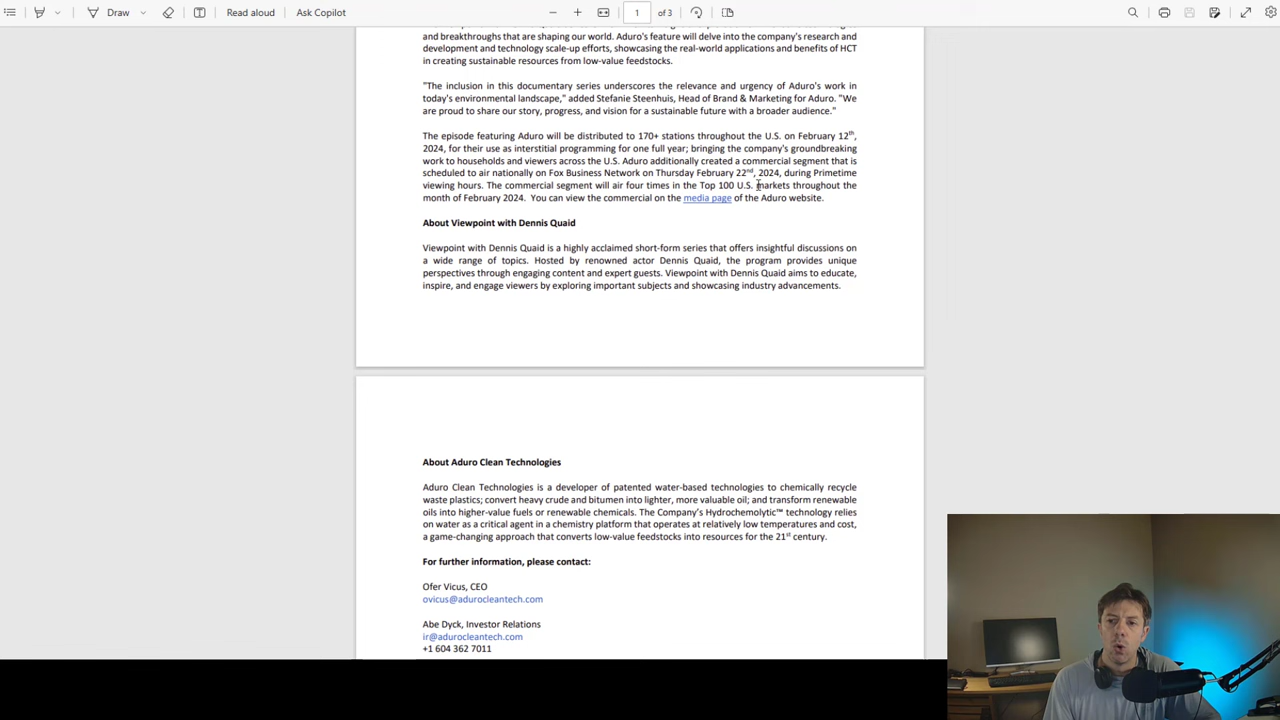 Read aloud
Ask Copilot
Draw
1 of 3
and breakthroughs that are shaping our world. Aduro's feature will delve into the company's research and
development and technology scale-up efforts, showcasing the real-world applications and benefits of HCT
in creating sustainable resources from low-value feedstocks.
"The inclusion in this documentary series underscores the relevance and urgency of Aduro's work in
today's environmental landscape," added Stefanie Steenhuis, Head of Brand & Marketing for Aduro. "We
are proud to share our story, progress, and vision for a sustainable future with a broader audience."
The episode featuring Aduro will be distributed to 170+ stations throughout the U.S. on February 12th,
2024, for their use as interstitial programming for one full year; bringing the company's groundbreaking
work to households and viewers across the U.S. Aduro additionally created a commercial segment that is
scheduled to air nationally on Fox Business Network on Thursday February 22nd, 2024, during Primetime
viewing hours. The commercial segment will air four times in the Top 100 U.S. markets throughout the
month of February 2024. You can view the commercial on the media page of the Aduro website.
About Viewpoint with Dennis Quaid
Viewpoint with Dennis Quaid is a highly acclaimed short-form series that offers insightful discussions on
a wide range of topics. Hosted by renowned actor Dennis Quaid, the program provides unique
perspectives through engaging content and expert guests. Viewpoint with Dennis Quaid aims to educate,
inspire, and engage viewers by exploring important subjects and showcasing industry advancements.
About Aduro Clean Technologies
Aduro Clean Technologies is a developer of patented water-based technologies to chemically recycle
waste plastics; convert heavy crude and bitumen into lighter, more valuable oil; and transform renewable
oils into higher-value fuels or renewable chemicals. The Company's Hydrochemolytic™ technology relies
on water as a critical agent in a chemistry platform that operates at relatively low temperatures and cost,
a game-changing approach that converts low-value feedstocks into resources for the 21st century.
For further information, please contact:
Ofer Vicus, CEO
ovicus@adurocleantech.com
Abe Dyck, Investor Relations
ir@adurocleantech.com
+1 604 362 7011